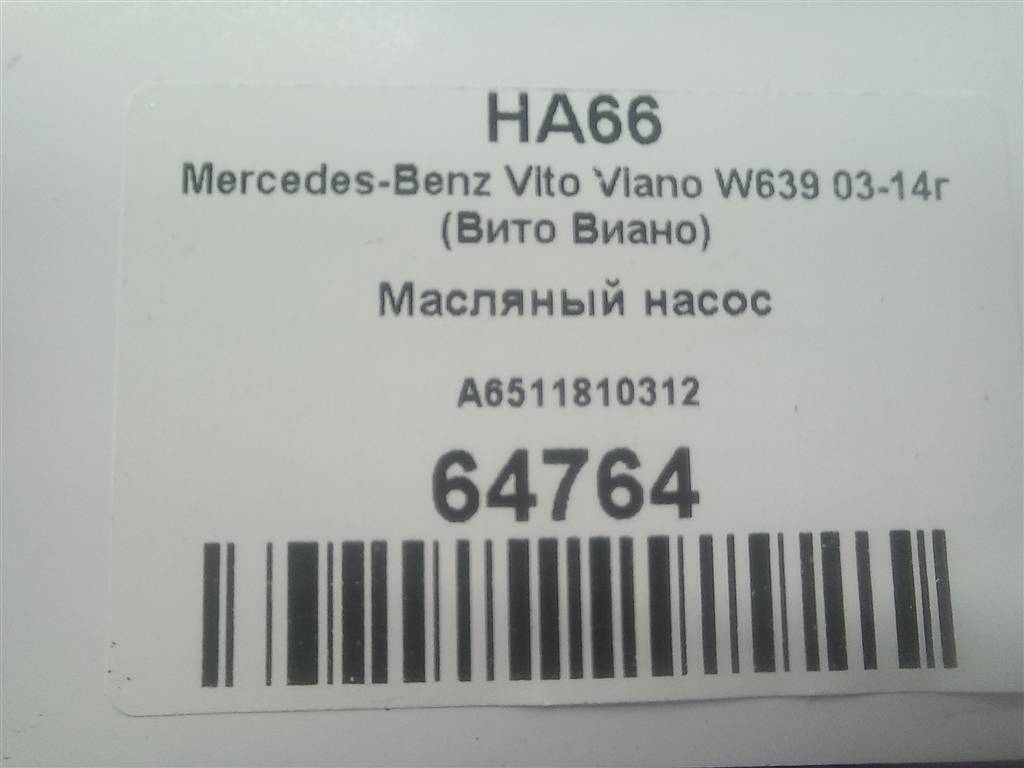 HA66
Mercedes-Benz Vito Viano W639 03-14г
(Вито Виано)
Масляный насос
A6511810312
64764